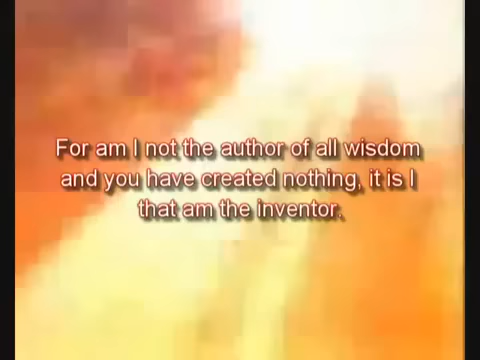 For am I not the author of all wisdom
and you have created nothing, it is I
that am the inventor.